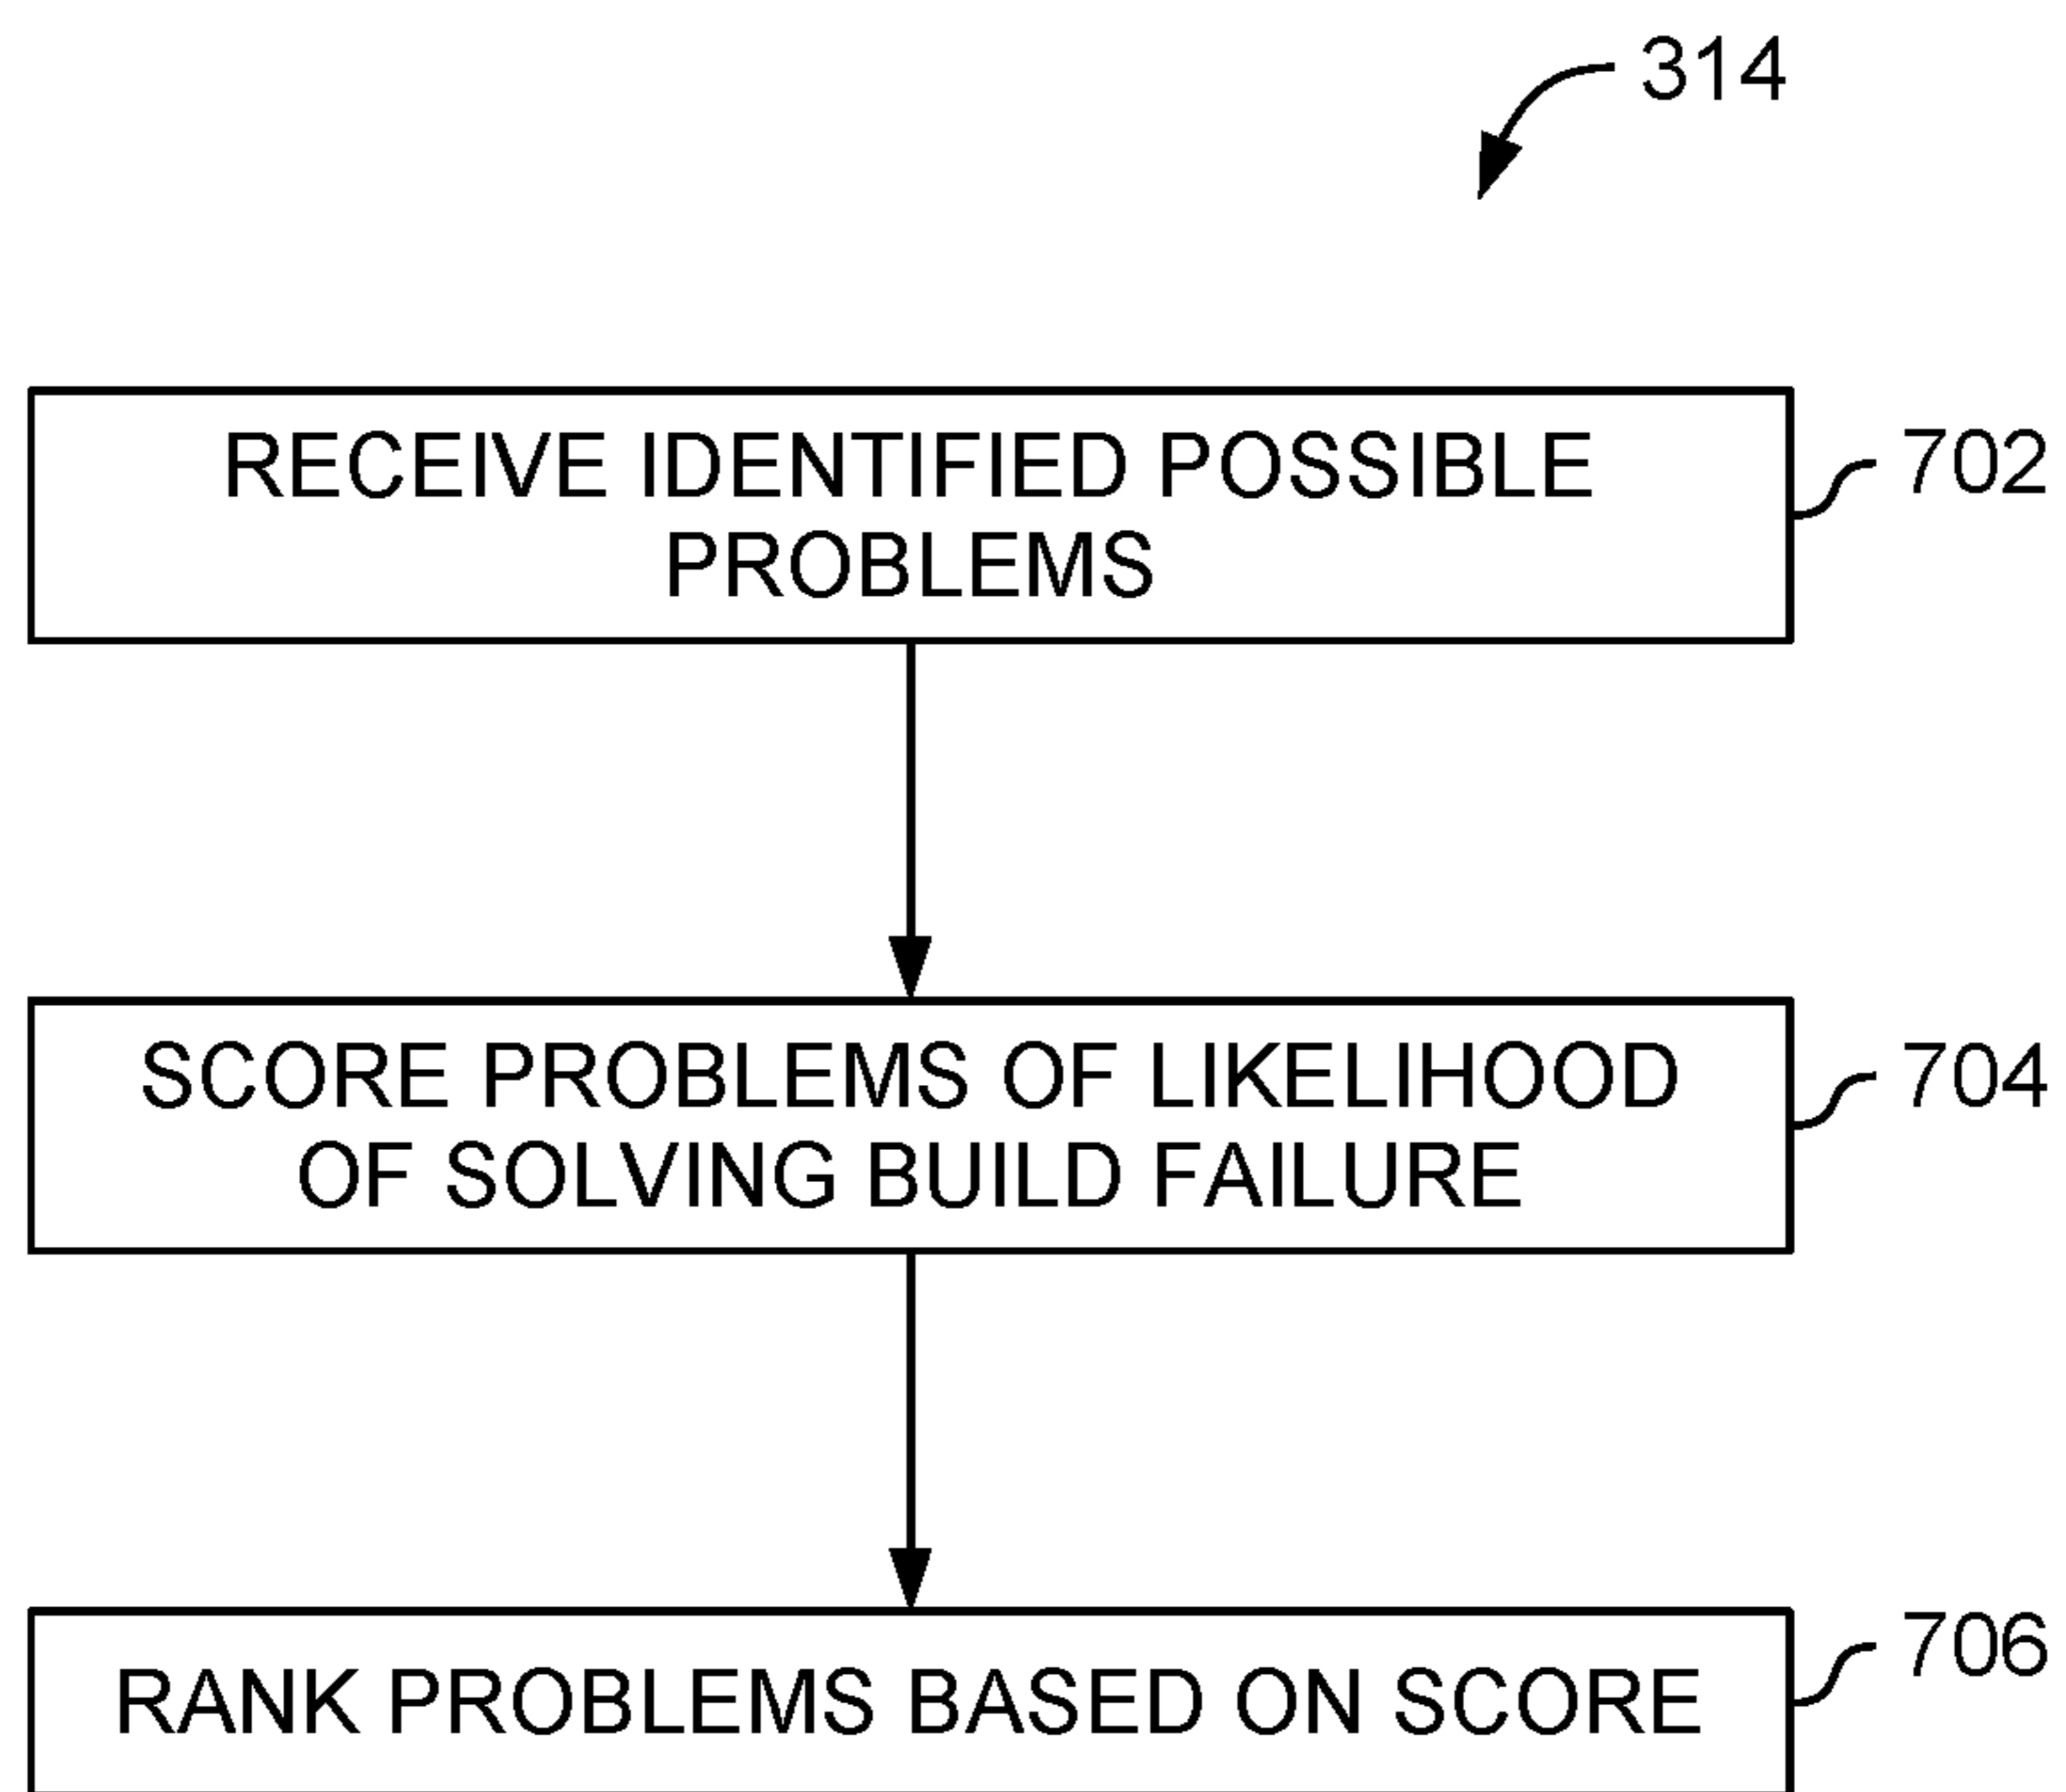 314
RECEIVE IDENTIFIED POSSIBLE
PROBLEMS
702
SCORE PROBLEMS OF LIKELIHOOD
OF SOLVING BUILD FAILURE
704
RANK PROBLEMS BASED ON SCORE
706